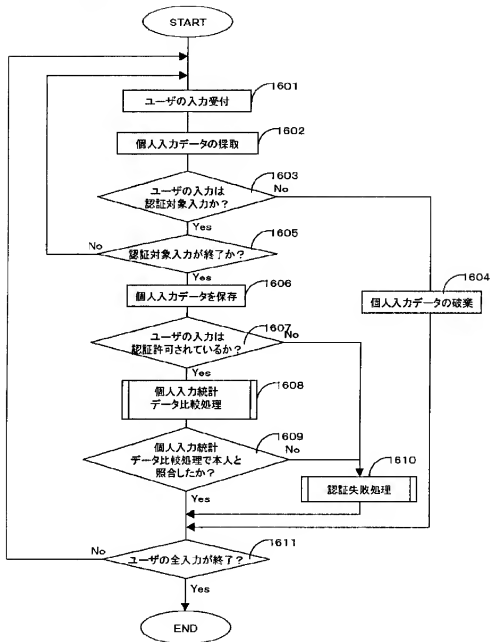 START
1601
ユーザの入力受付
1602
個人入力データの採取
1603
ユーザの入力は
認証対象入力か？
No
Yes
1605
認証対象入力が終了か？
No
Yes
1606
個人入力データを保存
1604
個人入力データの破棄
1607
ユーザの入力は
認証許可されているか？
No
Yes
1608
個人入力統計
データ比較処理
1609
個人入力統計
データ比較処理で本人と
照合したか？
No
Yes
1610
認証失敗処理
1611
ユーザの全入力が終了？
No
Yes
END